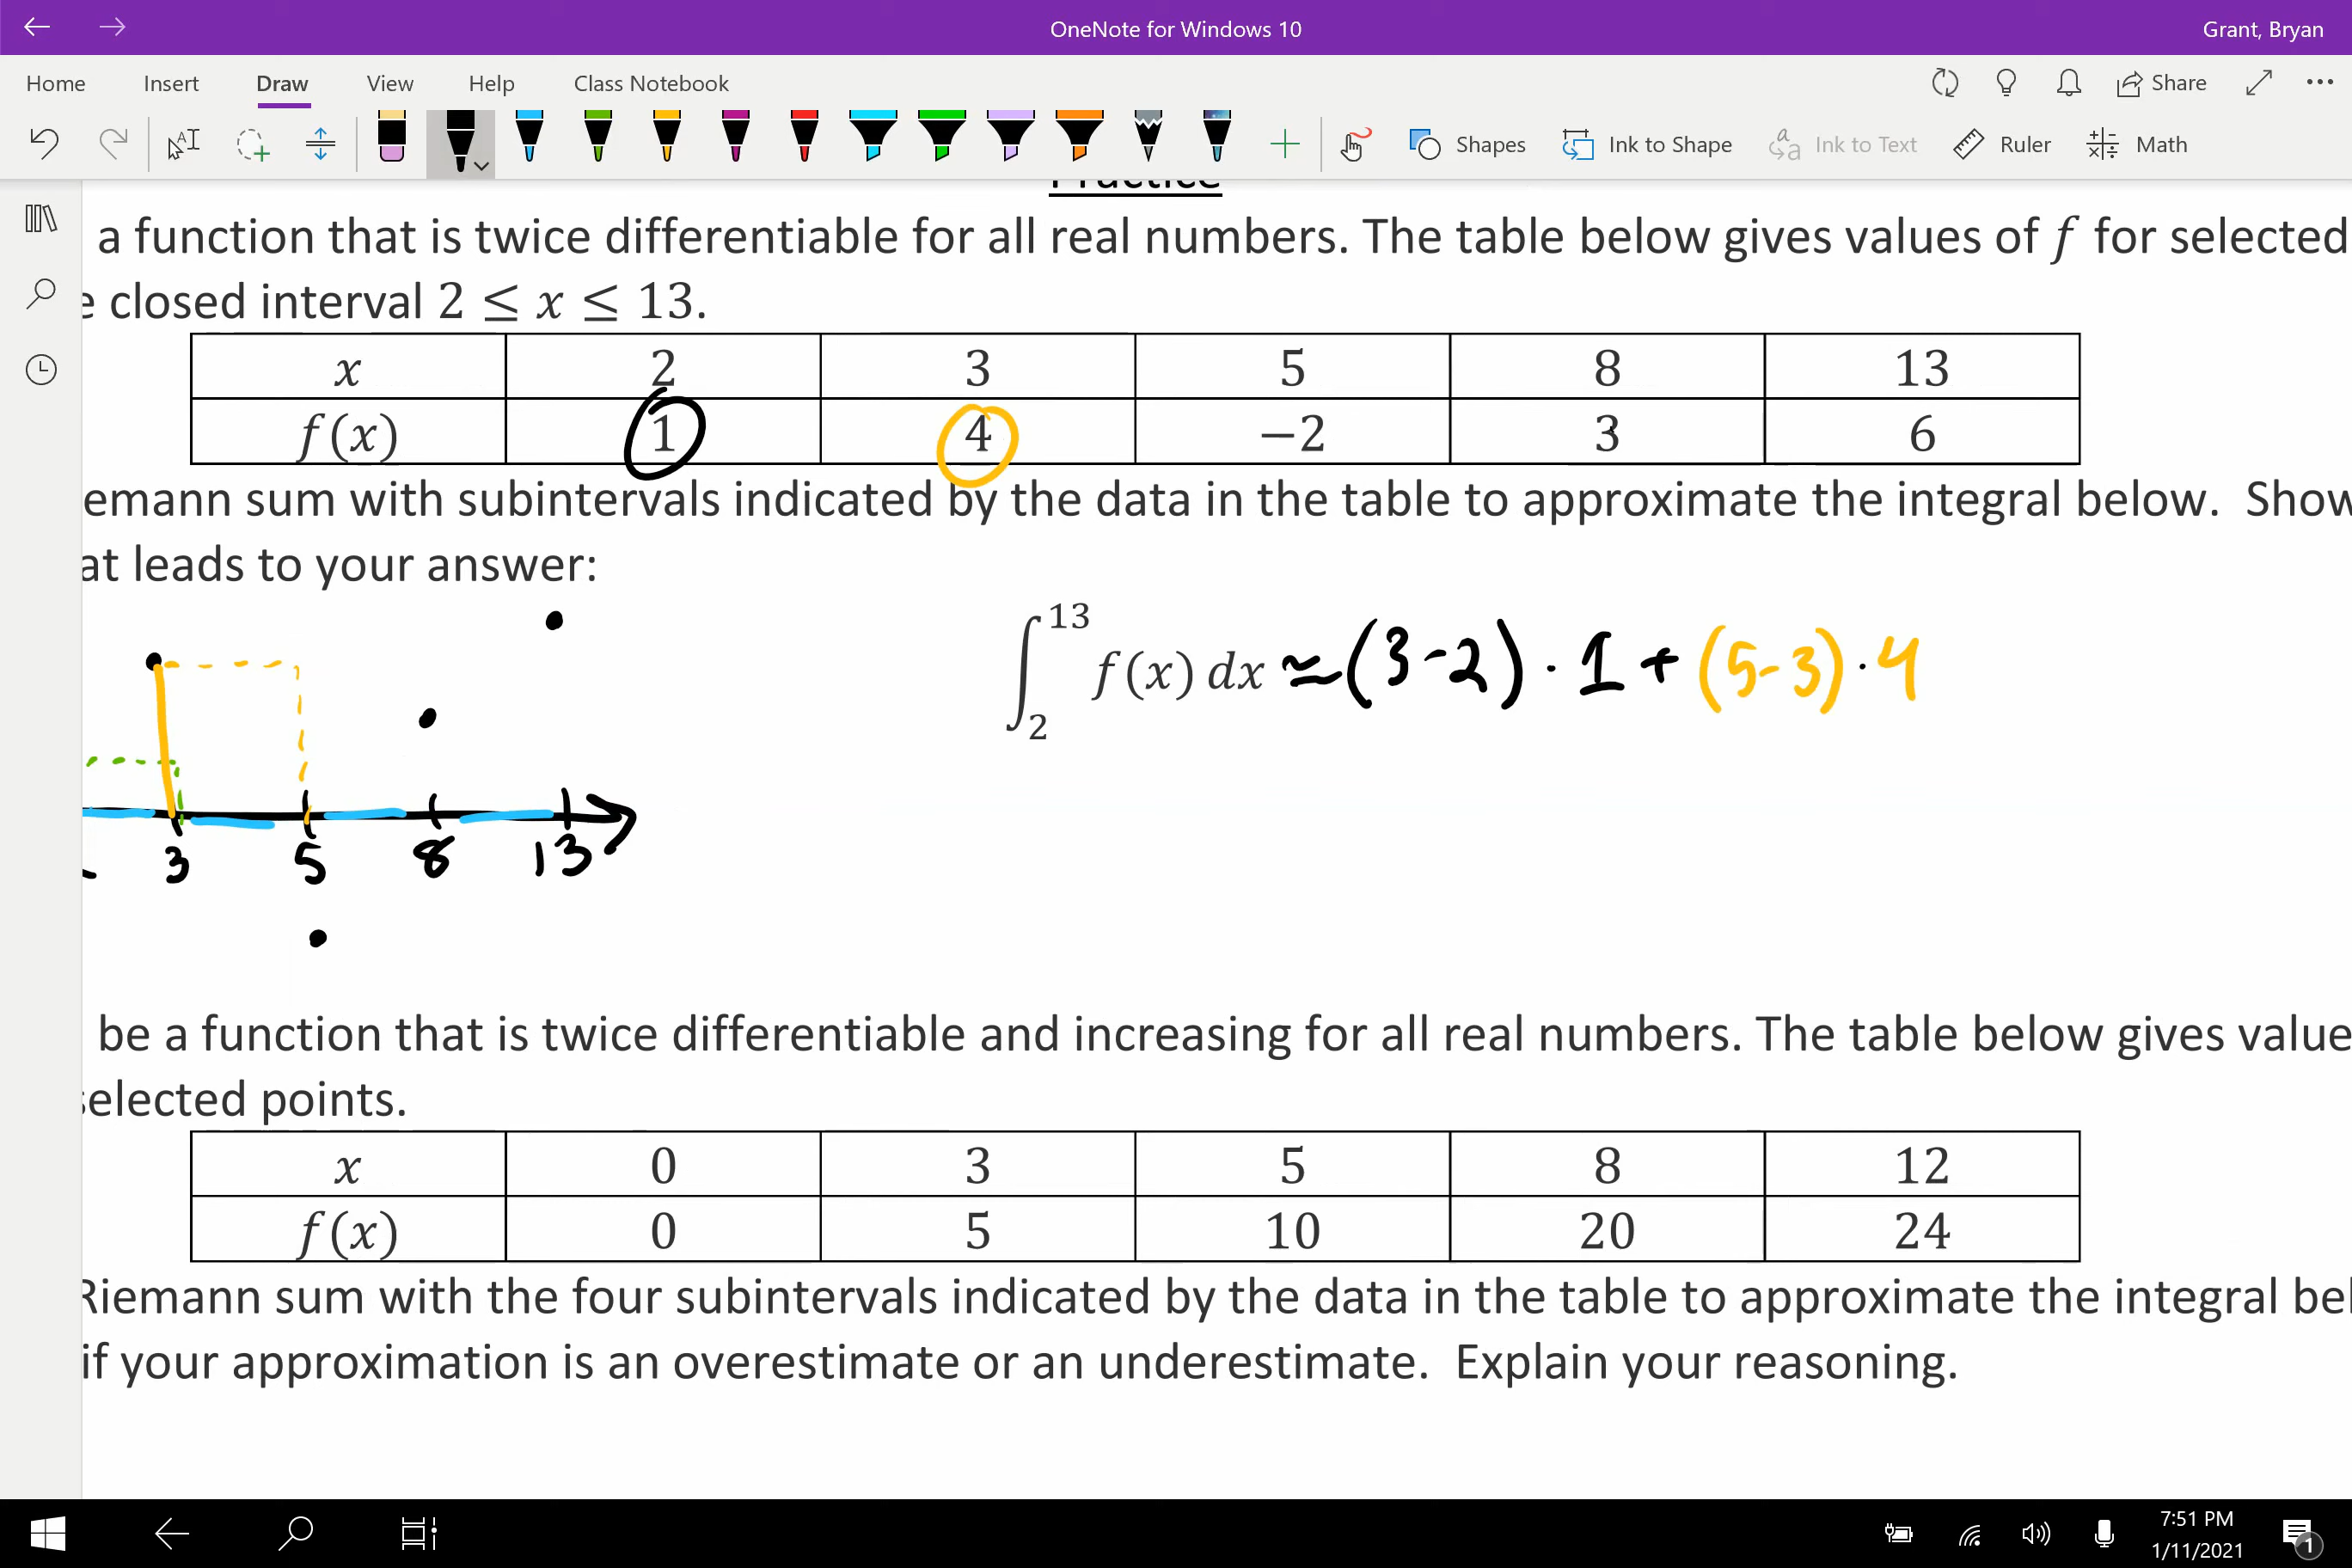 OneNote for Windows 10
Grant, Bryan
Home Insert Draw View Help Class Notebook
Share
Shapes Ink to Shape Ink to Text Ruler Math
Practice
a function that is twice differentiable for all real numbers. The table below gives values of f for selected
e closed interval 2 ≤ x ≤ 13.
x 2 3 5 8 13
f(x) 1 4 −2 3 6
emann sum with subintervals indicated by the data in the table to approximate the integral below. Show
at leads to your answer:
∫₂¹³ f(x) dx ≈ (3-2) · 1 + (5-3) · 4
3 5 8 13
be a function that is twice differentiable and increasing for all real numbers. The table below gives value
selected points.
x 0 3 5 8 12
f(x) 0 5 10 20 24
Riemann sum with the four subintervals indicated by the data in the table to approximate the integral bel
if your approximation is an overestimate or an underestimate. Explain your reasoning.
7:51 PM
1/11/2021
1